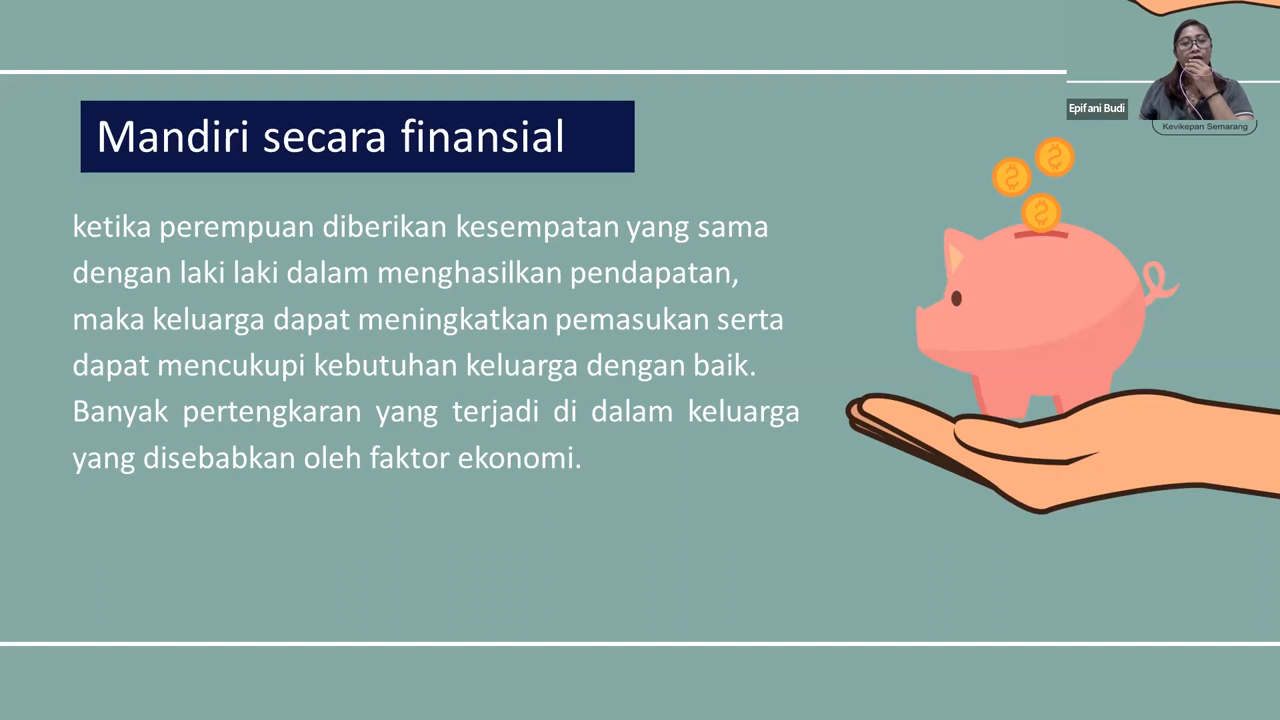 Mandiri secara finansial
ketika perempuan diberikan kesempatan yang sama
dengan laki laki dalam menghasilkan pendapatan,
maka keluarga dapat meningkatkan pemasukan serta
dapat mencukupi kebutuhan keluarga dengan baik.
Banyak pertengkaran yang terjadi di dalam keluarga
yang disebabkan oleh faktor ekonomi.
Epifani Budi
Kevikepan Semarang